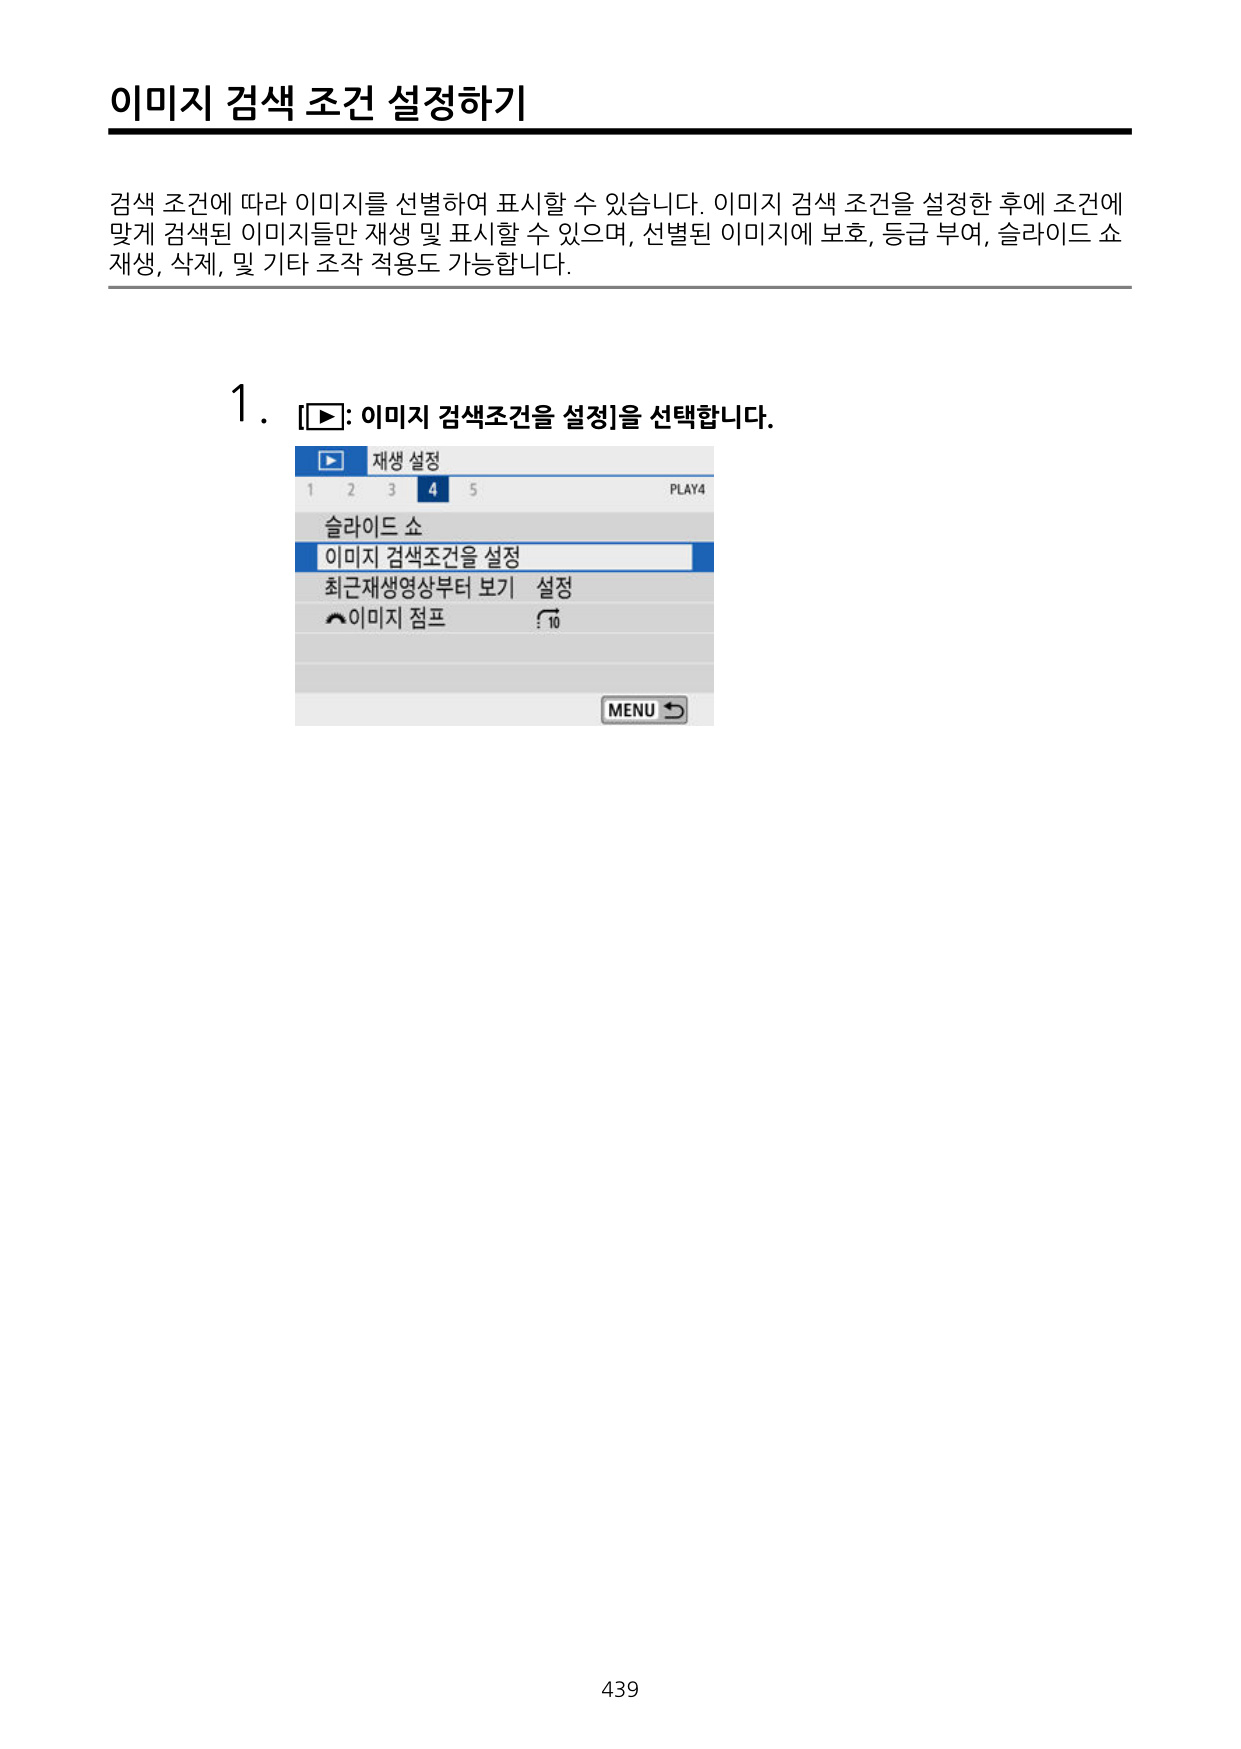 이미지 검색 조건 설정하기
검색 조건에 따라 이미지를 선별하여 표시할 수 있습니다. 이미지 검색 조건을 설정한 후에 조건에
맞게 검색된 이미지들만 재생 및 표시할 수 있으며, 선별된 이미지에 보호, 등급 부여, 슬라이드 쇼
재생, 삭제, 및 기타 조작 적용도 가능합니다.
1. [▶: 이미지 검색조건을 설정]을 선택합니다.
재생 설정
1 2 3 4 5 PLAY4
슬라이드 쇼
이미지 검색조건을 설정
최근재생영상부터 보기 설정
이미지 점프 10
MENU
439